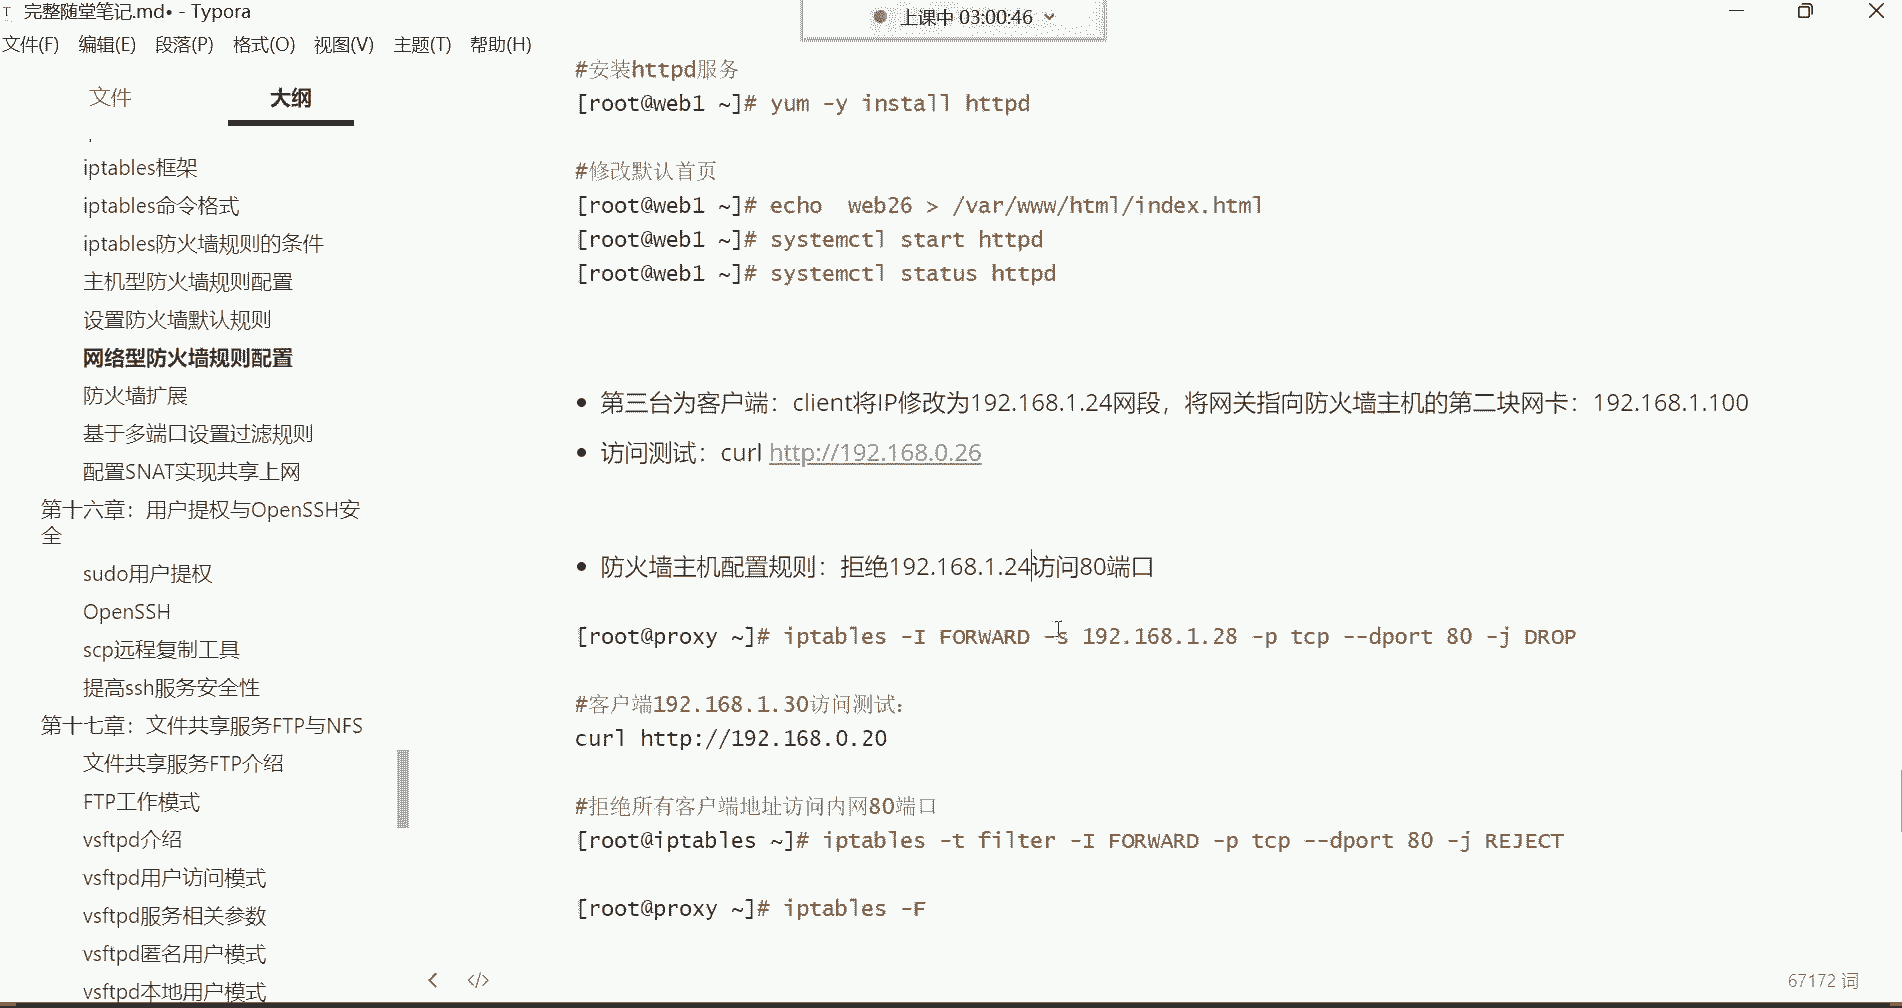 完整随堂笔记.md• - Typora
上课中 03:00:46
文件(F) 编辑(E) 段落(P) 格式(O) 视图(V) 主题(T) 帮助(H)
文件 大纲
iptables框架
iptables命令格式
iptables防火墙规则的条件
主机型防火墙规则配置
设置防火墙默认规则
网络型防火墙规则配置
防火墙扩展
基于多端口设置过滤规则
配置SNAT实现共享上网
第十六章：用户提权与OpenSSH安
全
sudo用户提权
OpenSSH
scp远程复制工具
提高ssh服务安全性
第十七章：文件共享服务FTP与NFS
文件共享服务FTP介绍
FTP工作模式
vsftpd介绍
vsftpd用户访问模式
vsftpd服务相关参数
vsftpd匿名用户模式
vsftpd本地用户模式
#安装httpd服务
[root@web1 ~]# yum -y install httpd
#修改默认首页
[root@web1 ~]# echo  web26 > /var/www/html/index.html
[root@web1 ~]# systemctl start httpd
[root@web1 ~]# systemctl status httpd
• 第三台为客户端：client将IP修改为192.168.1.24网段，将网关指向防火墙主机的第二块网卡：192.168.1.100
• 访问测试：curl http://192.168.0.26
• 防火墙主机配置规则：拒绝192.168.1.24访问80端口
[root@proxy ~]# iptables -I FORWARD -s 192.168.1.28 -p tcp --dport 80 -j DROP
#客户端192.168.1.30访问测试：
curl http://192.168.0.20
#拒绝所有客户端地址访问内网80端口
[root@iptables ~]# iptables -t filter -I FORWARD -p tcp --dport 80 -j REJECT
[root@proxy ~]# iptables -F
</> 67172 词